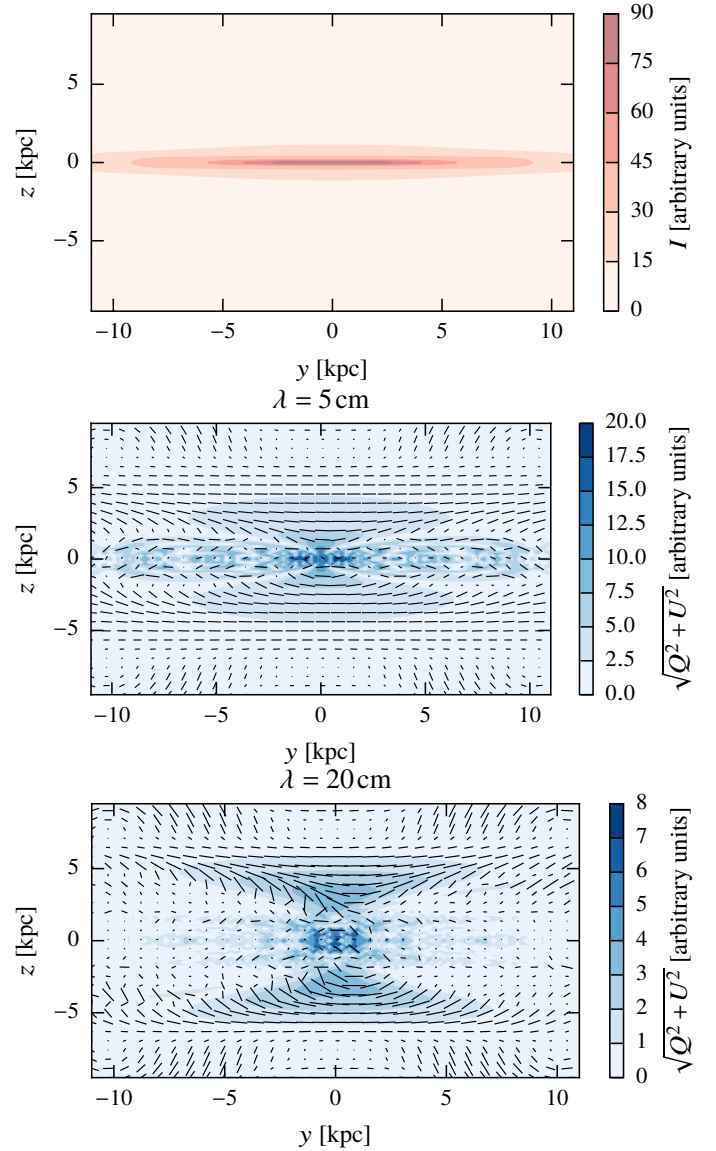 90
75
60
45
30
15
0
I [arbitrary units]
5
0
−5
z [kpc]
−10 −5 0 5 10
y [kpc]
λ = 5 cm
20.0
17.5
15.0
12.5
10.0
7.5
5.0
2.5
0.0
√Q² + U² [arbitrary units]
5
0
−5
z [kpc]
−10 −5 0 5 10
y [kpc]
λ = 20 cm
8
7
6
5
4
3
2
1
0
√Q² + U² [arbitrary units]
5
0
−5
z [kpc]
−10 −5 0 5 10
y [kpc]